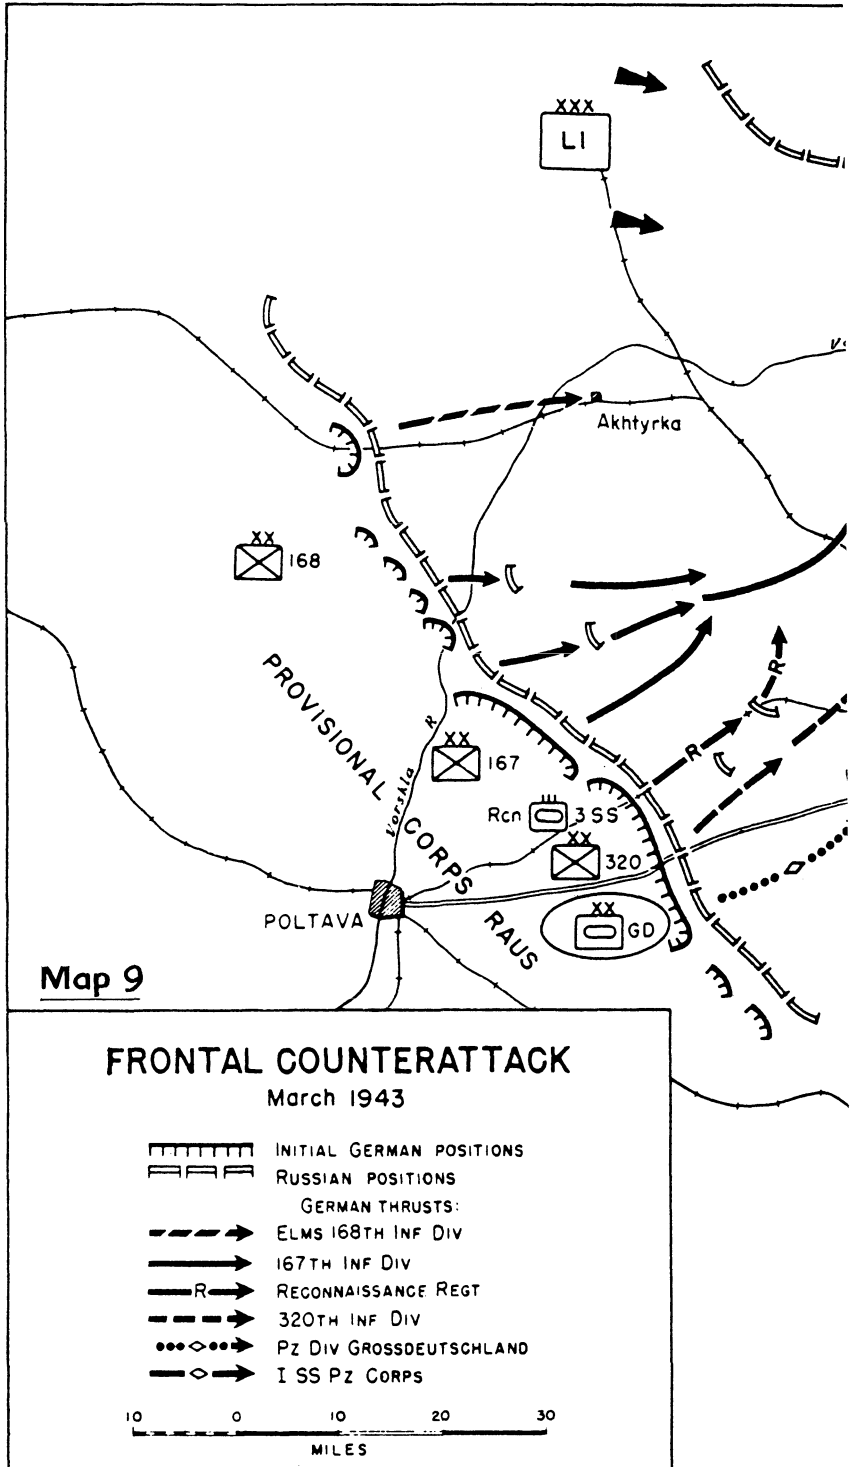 XXX
LI
Akhtyrka
XX
168
PROVISIONAL CORPS RAUS
R
R
Vorskla R
XX
167
Rcn
III
3 SS
XX
320
XX
GD
POLTAVA
Map 9
FRONTAL COUNTERATTACK
March 1943
INITIAL GERMAN POSITIONS
RUSSIAN POSITIONS
GERMAN THRUSTS:
ELMS 168TH INF DIV
167TH INF DIV
R RECONNAISSANCE REGT
320TH INF DIV
PZ DIV GROSSDEUTSCHLAND
I SS PZ CORPS
10 0 10 20 30
MILES